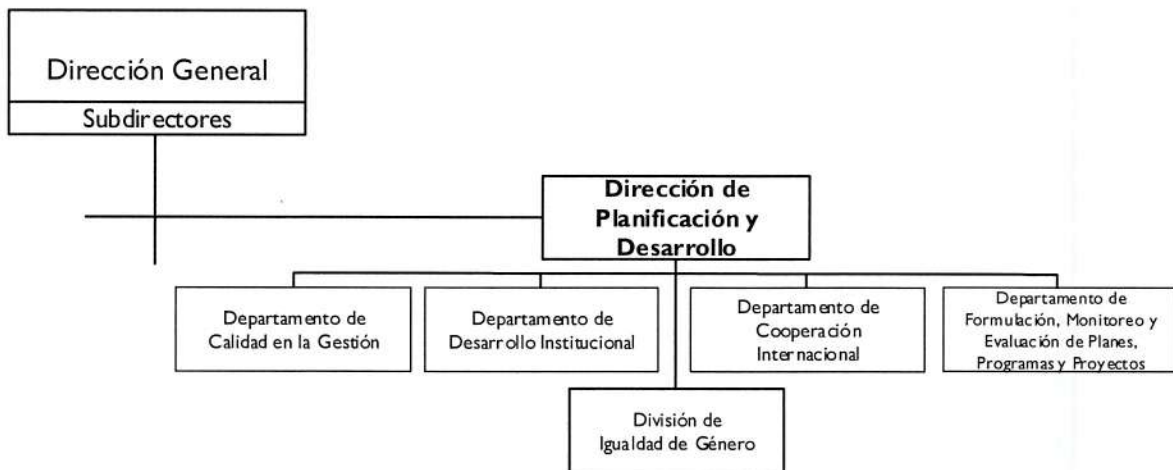 Dirección General
Subdirectores
Dirección de
Planificación y
Desarrollo
Departamento de
Calidad en la Gestión
Departamento de
Desarrollo Institucional
Departamento de
Cooperación
Internacional
Departamento de
Formulación, Monitoreo y
Evaluación de Planes,
Programas y Proyectos
División de
Igualdad de Género